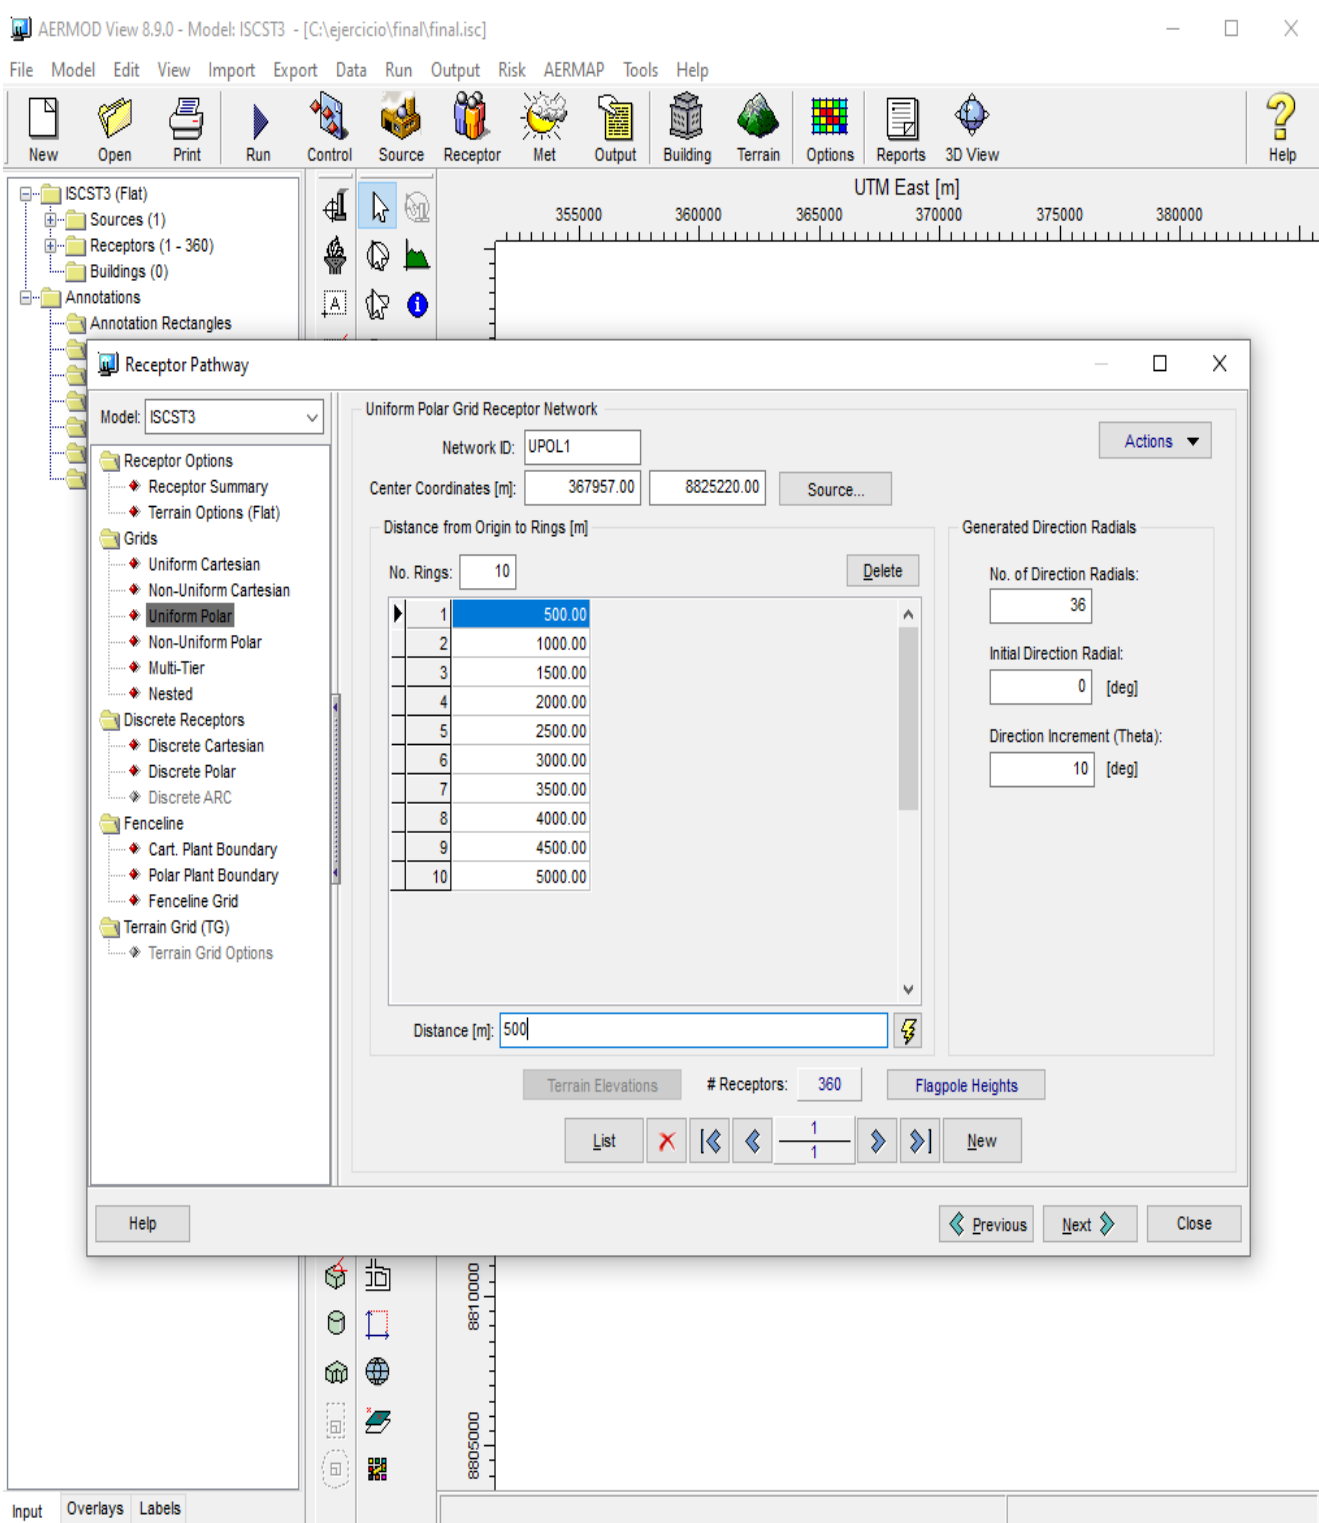 AERMOD View 8.9.0 - Model: ISCST3 - [C:\ejercicio\final\final.isc]
File Model Edit View Import Export Data Run Output Risk AERMAP Tools Help
New Open Print Run Control Source Receptor Met Output Building Terrain Options Reports 3D View Help
ISCST3 (Flat)
Sources (1)
Receptors (1 - 360)
Buildings (0)
Annotations
Annotation Rectangles
A
UTM East [m]
355000 360000 365000 370000 375000 380000
Receptor Pathway
Model: ISCST3
Receptor Options
Receptor Summary
Terrain Options (Flat)
Grids
Uniform Cartesian
Non-Uniform Cartesian
Uniform Polar
Non-Uniform Polar
Multi-Tier
Nested
Discrete Receptors
Discrete Cartesian
Discrete Polar
Discrete ARC
Fenceline
Cart. Plant Boundary
Polar Plant Boundary
Fenceline Grid
Terrain Grid (TG)
Terrain Grid Options
Uniform Polar Grid Receptor Network
Network ID: UPOL1
Actions
Center Coordinates [m]: 367957.00 8825220.00 Source...
Distance from Origin to Rings [m]
No. Rings: 10 Delete
1 500.00
2 1000.00
3 1500.00
4 2000.00
5 2500.00
6 3000.00
7 3500.00
8 4000.00
9 4500.00
10 5000.00
Distance [m]: 500
Generated Direction Radials
No. of Direction Radials:
36
Initial Direction Radial:
0 [deg]
Direction Increment (Theta):
10 [deg]
Terrain Elevations # Receptors: 360 Flagpole Heights
List 1 New
1
Help Previous Next Close
8810000
8805000
Input Overlays Labels